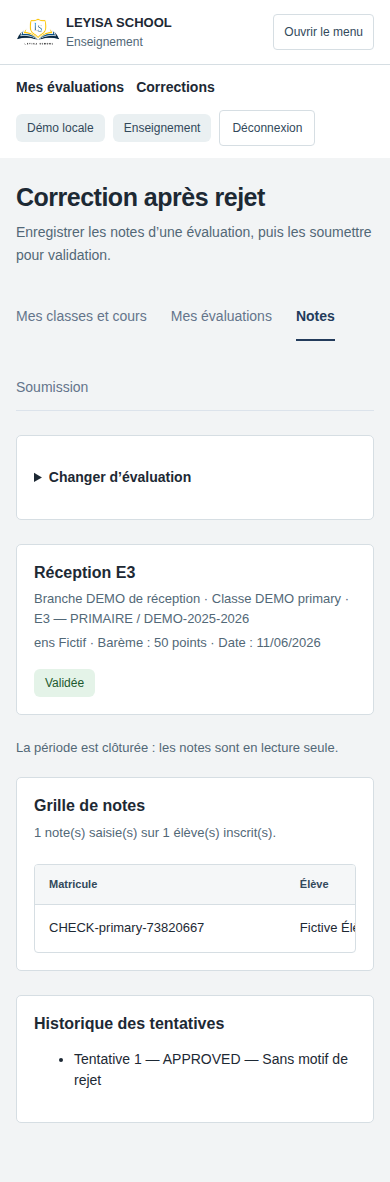 LEYISA SCHOOL
Enseignement
Ouvrir le menu
LEYISA SCHOOL
Mes évaluations Corrections
Démo locale Enseignement Déconnexion
Correction après rejet
Enregistrer les notes d’une évaluation, puis les soumettre
pour validation.
Mes classes et cours Mes évaluations Notes
Soumission
▶ Changer d’évaluation
Réception E3
Branche DEMO de réception · Classe DEMO primary ·
E3 — PRIMAIRE / DEMO-2025-2026
ens Fictif · Barème : 50 points · Date : 11/06/2026
Validée
La période est clôturée : les notes sont en lecture seule.
Grille de notes
1 note(s) saisie(s) sur 1 élève(s) inscrit(s).
Matricule Élève
CHECK-primary-73820667 Fictive Éle
Historique des tentatives
• Tentative 1 — APPROVED — Sans motif de
rejet